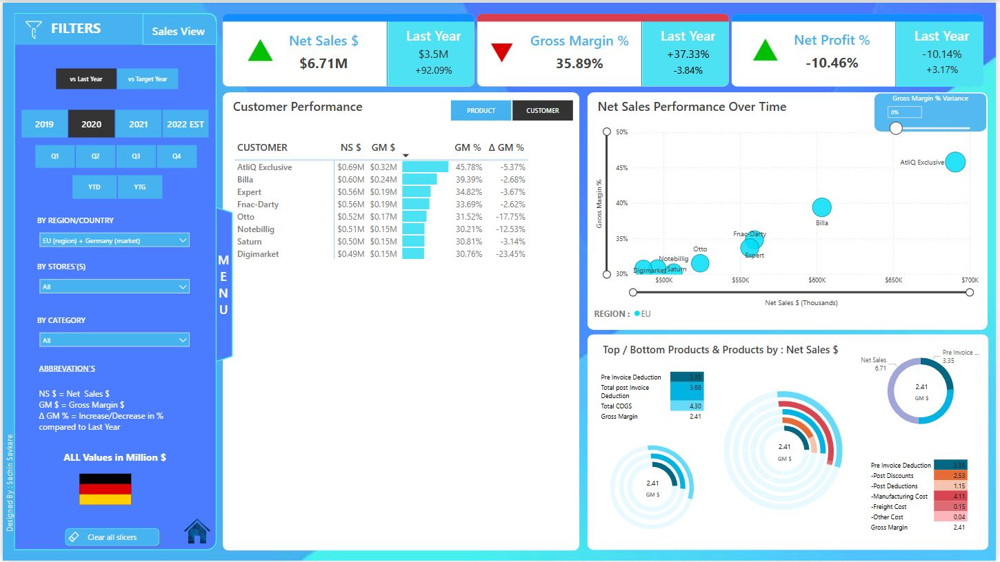 FILTERS
Sales View
vs Last Year
vs Target Year
2019
2020
2021
2022 EST
Q1
Q2
Q3
Q4
YTD
YTG
BY REGION/COUNTRY
EU (region) + Germany (market)
BY STORES'(S)
All
BY CATEGORY
All
ABBREVATION'S
NS $ = Net Sales $
GM $ = Gross Margin $
Δ GM % = Increase/Decrease in %
compared to Last Year
ALL Values in Million $
Clear all slicers
Designed By : Sachin Savkare
MENU
Net Sales $
$6.71M
Last Year
$3.5M
+92.09%
Gross Margin %
35.89%
Last Year
+37.33%
-3.84%
Net Profit %
-10.46%
Last Year
-10.14%
+3.17%
Customer Performance
PRODUCT
CUSTOMER
CUSTOMER NS $ GM $ GM % Δ GM %
AtliQ Exclusive $0.69M $0.32M 45.78% -5.37%
Billa $0.60M $0.24M 39.39% -2.68%
Expert $0.56M $0.19M 34.82% -3.67%
Fnac-Darty $0.56M $0.19M 33.69% -2.62%
Otto $0.52M $0.17M 31.52% -17.75%
Notebillig $0.51M $0.15M 30.21% -12.53%
Saturn $0.50M $0.15M 30.81% -3.14%
Digimarket $0.49M $0.15M 30.76% -23.45%
Net Sales Performance Over Time
Gross Margin % Variance
0%
50%
45%
40%
35%
30%
Gross Margin %
AtliQ Exclusive
Billa
Fnac-Darty
Expert
Otto
Notebillig
Digimarket
Saturn
$500K
$550K
$600K
$650K
$700K
Net Sales $ (Thousands)
REGION :
EU
Top / Bottom Products & Products by : Net Sales $
Pre Invoice Deduction 3.35
Total post Invoice
Deduction 3.68
Total COGS 4.30
Gross Margin 2.41
2.41
GM $
2.41
GM $
Net Sales
6.71
Pre Invoice ...
3.35
2.41
GM $
Pre Invoice Deduction 3.35
-Post Discounts 2.53
-Post Deductions 1.15
-Manufacturing Cost 4.11
-Freight Cost 0.15
-Other Cost 0.04
Gross Margin 2.41